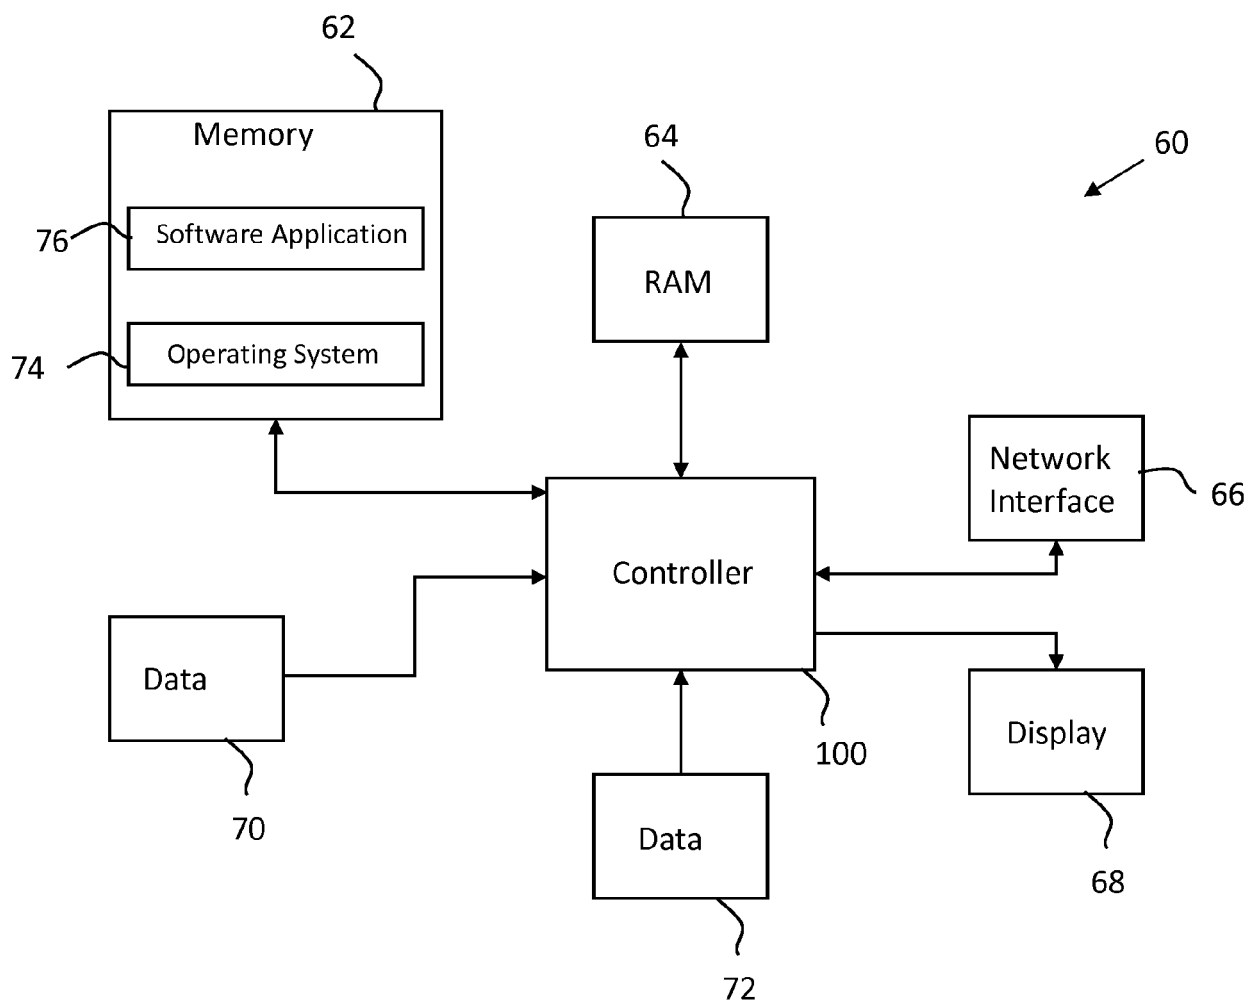 62
Memory
64
60
76
Software Application
RAM
74
Operating System
Network
Interface
66
Controller
Data
Display
100
70
Data
68
72